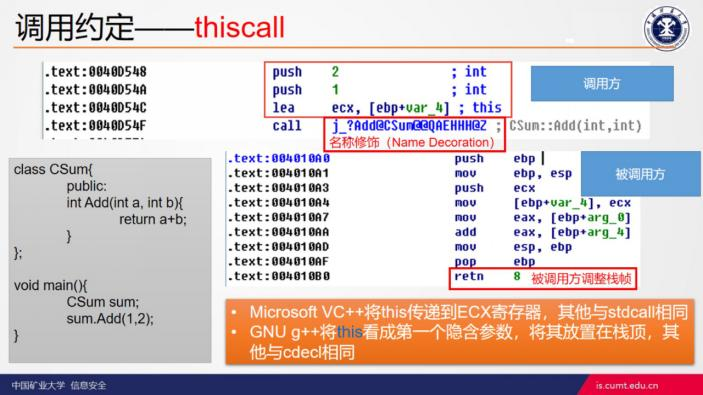 调用约定——thiscall
.text:0040D548 push 2 ; int
.text:0040D54A push 1 ; int
.text:0040D54C lea ecx, [ebp+var_4] ; this
.text:0040D54F call j_?Add@CSum@@QAEHHH@Z ; CSum::Add(int,int)
调用方
名称修饰（Name Decoration）
class CSum{
public:
int Add(int a, int b){
return a+b;
}
};
void main(){
CSum sum;
sum.Add(1,2);
}
.text:004010A0 push ebp
.text:004010A1 mov ebp, esp
.text:004010A3 push ecx
.text:004010A4 mov [ebp+var_4], ecx
.text:004010A7 mov eax, [ebp+arg_0]
.text:004010AA add eax, [ebp+arg_4]
.text:004010AD mov esp, ebp
.text:004010AF pop ebp
.text:004010B0 retn 8
被调用方
被调用方调整栈帧
• Microsoft VC++将this传递到ECX寄存器，其他与stdcall相同
• GNU g++将this看成第一个隐含参数，将其放置在栈顶，其
他与cdecl相同
中国矿业大学 信息安全
is.cumt.edu.cn